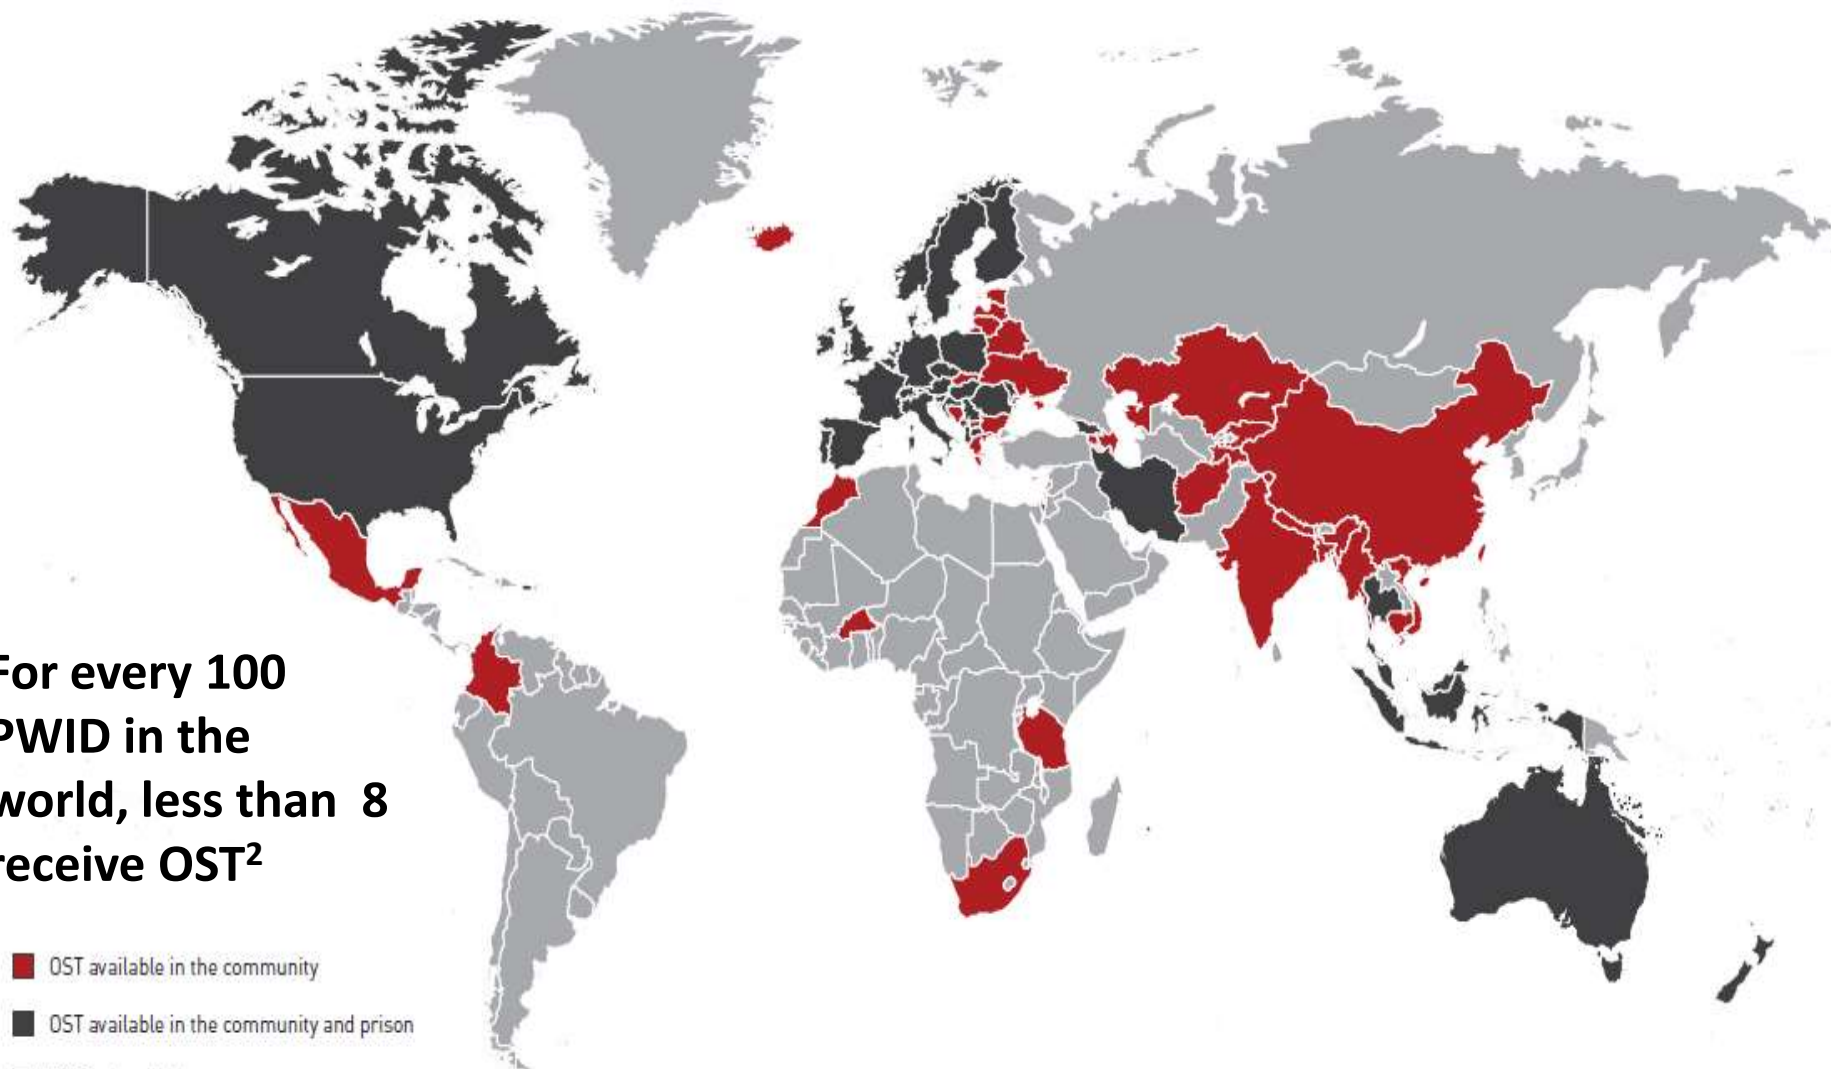 For every 100
PWID in the
world, less than 8
receive OST²
OST available in the community
OST available in the community and prison